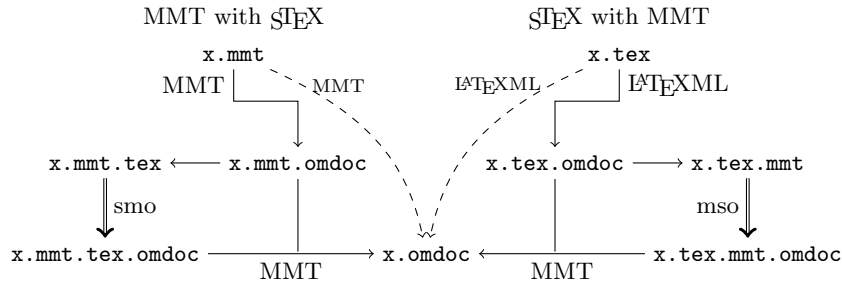 MMT with sTEX sTEX with MMT
x.mmt x.tex
MMT MMT LATEXML LATEXML
x.mmt.tex x.mmt.omdoc x.tex.omdoc x.tex.mmt
smo mso
x.mmt.tex.omdoc x.omdoc x.tex.mmt.omdoc
MMT MMT